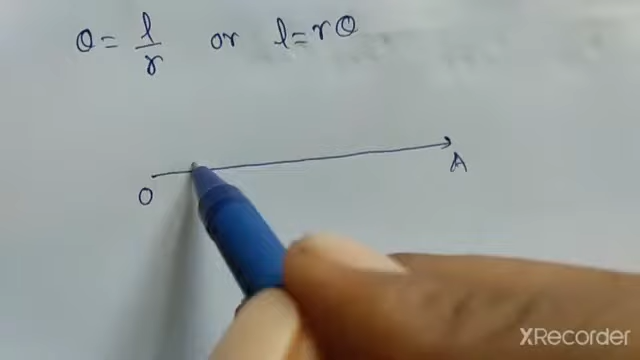 θ = l/r or l = rθ
O A
XRecorder